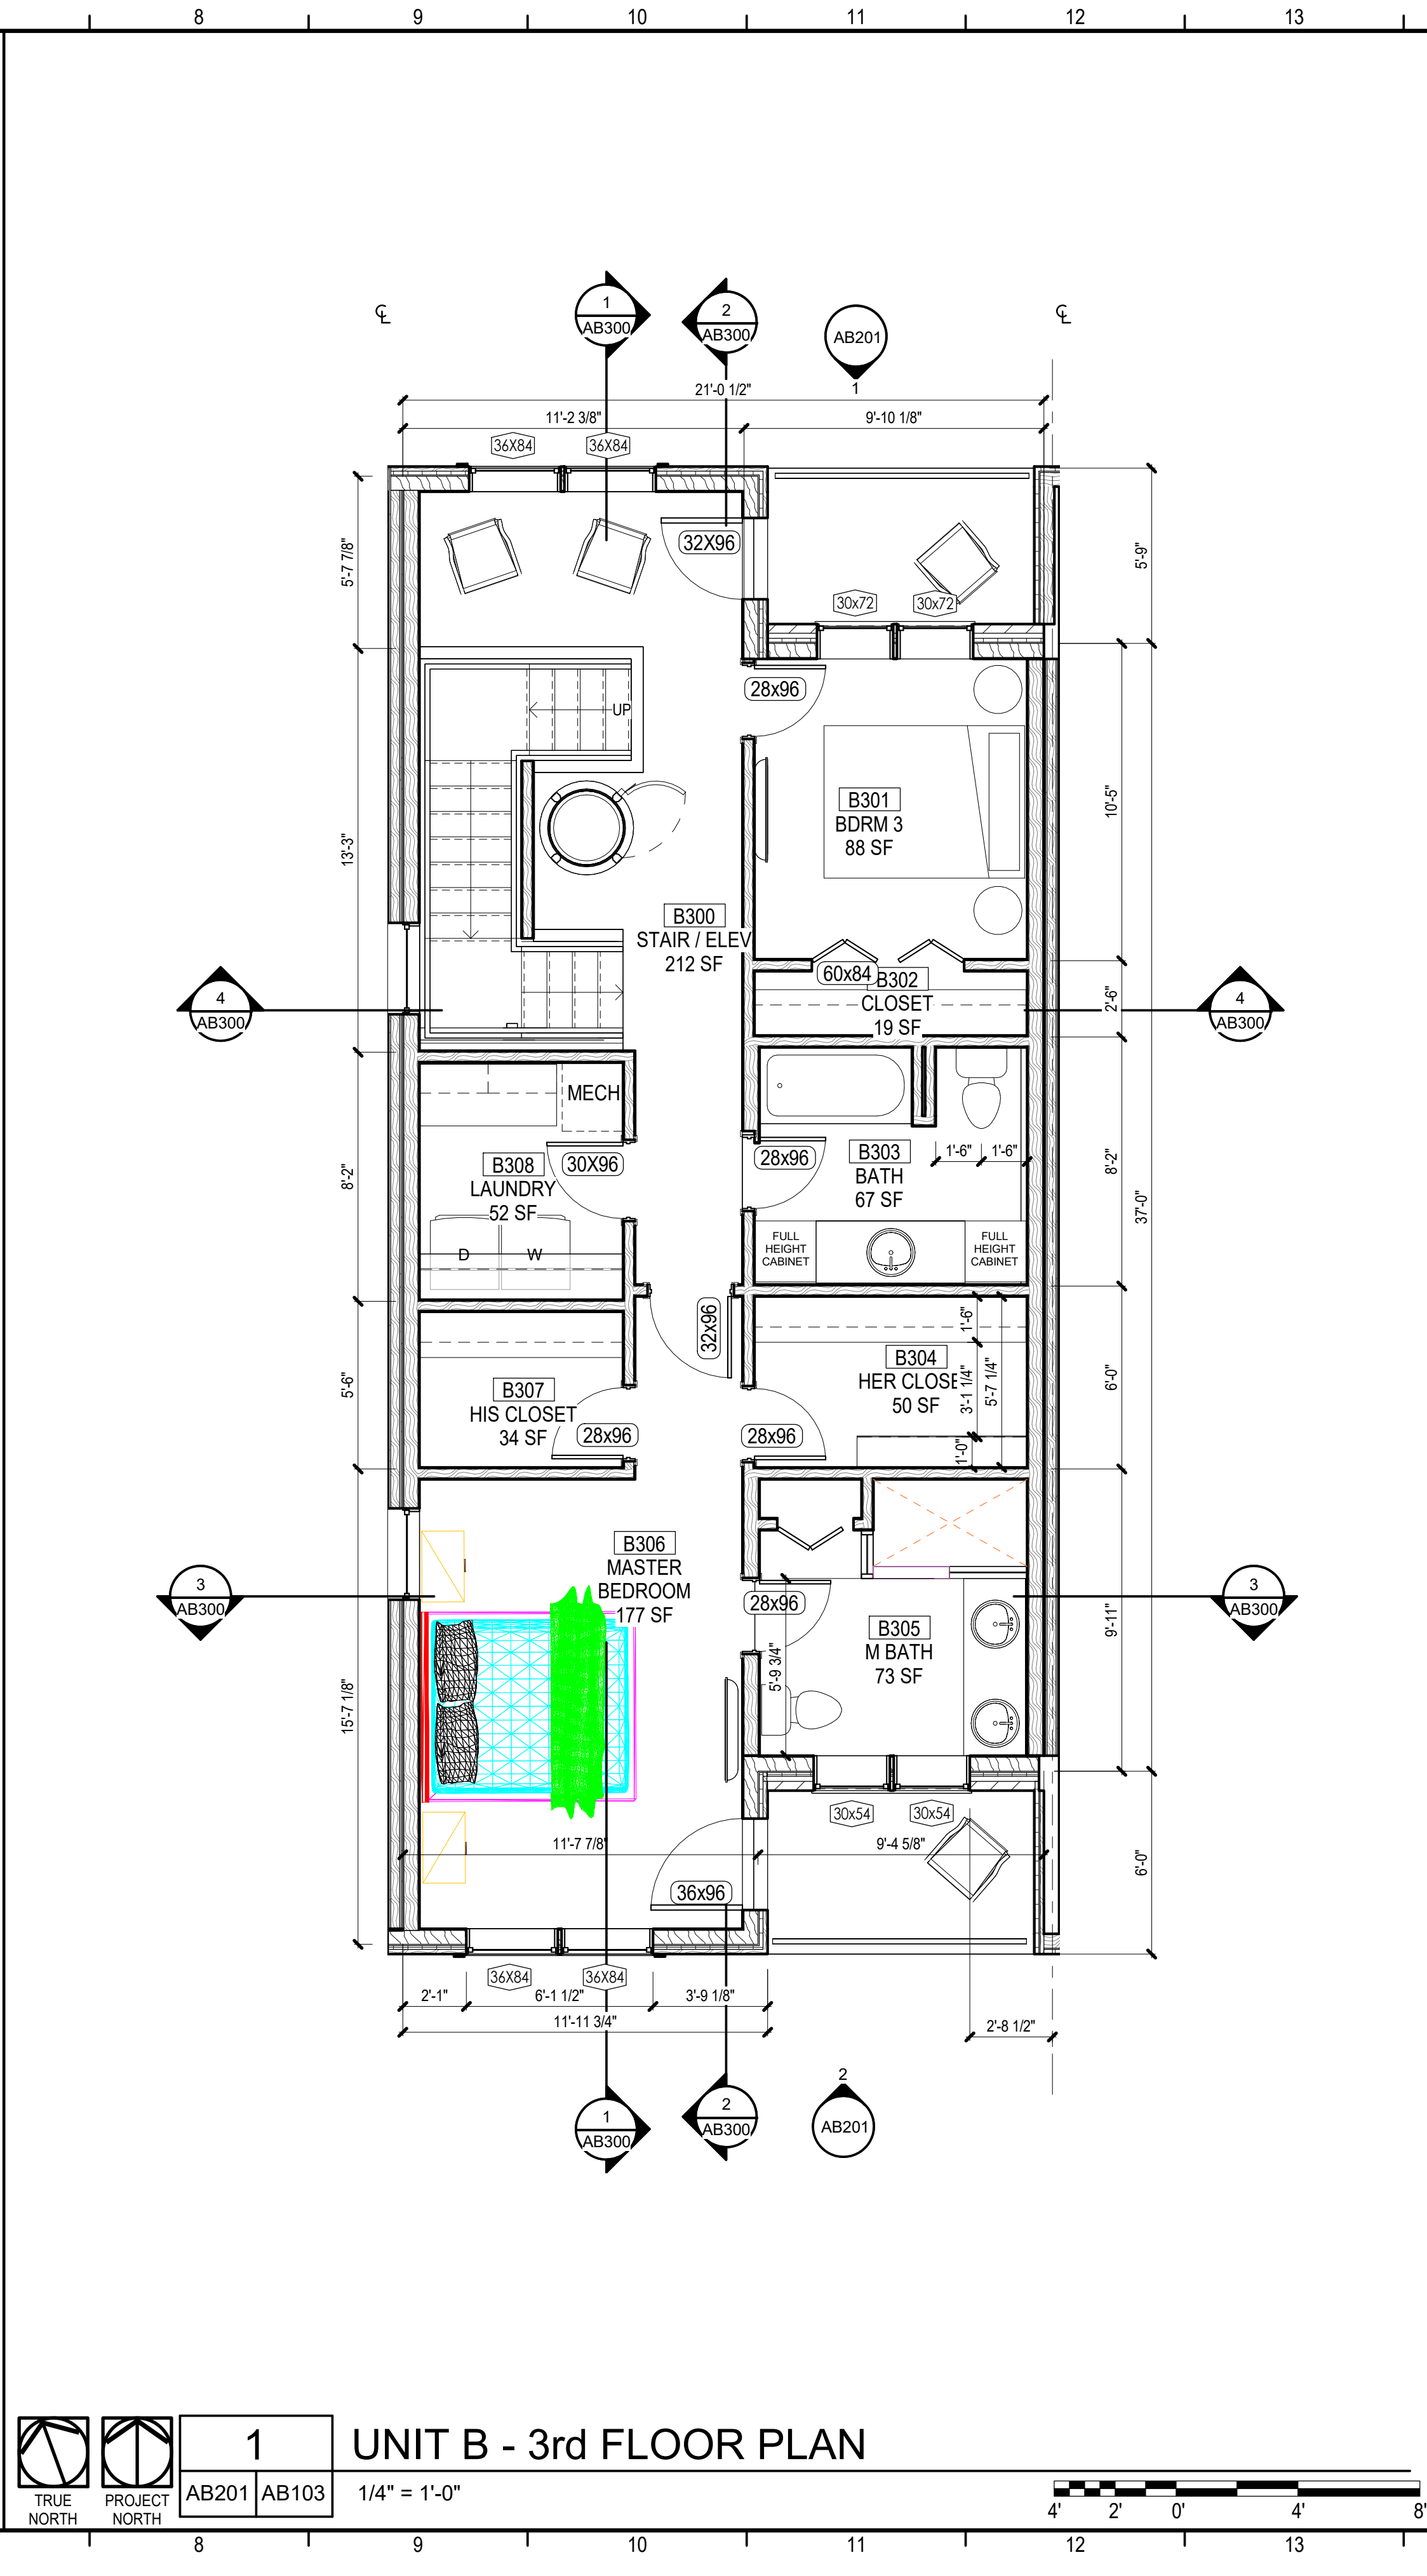 8 9 10 11 12 13
℄ ℄
1
AB300
2
AB300
AB201
1
21'-0 1/2"
11'-2 3/8" 9'-10 1/8"
36X84 36X84
5'-7 7/8"
32X96
5'-9"
30x72 30x72
28x96
UP
13'-3"
B301
BDRM 3
88 SF
10'-5"
B300
STAIR / ELEV
212 SF
60x84
B302
CLOSET
19 SF
2'-6"
4
AB300
4
AB300
MECH
B308
LAUNDRY
52 SF
30X96
8'-2"
D W
28x96
B303
BATH
67 SF
1'-6" 1'-6"
8'-2"
37'-0"
FULL
HEIGHT
CABINET
FULL
HEIGHT
CABINET
32x96
1'-6"
B304
HER CLOSE
50 SF
3'-1 1/4"
5'-7 1/4"
1'-0"
6'-0"
5'-6"
B307
HIS CLOSET
34 SF
28x96
28x96
B306
MASTER
BEDROOM
177 SF
3
AB300
3
AB300
28x96
B305
M BATH
73 SF
5'-9 3/4"
9'-11"
15'-7 1/8"
30x54 30x54
11'-7 7/8" 9'-4 5/8"
36x96
6'-0"
36X84 36X84
2'-1" 6'-1 1/2" 3'-9 1/8"
11'-11 3/4"
2'-8 1/2"
1
AB300
2
AB300
2
AB201
TRUE
NORTH
PROJECT
NORTH
1
AB201 AB103
UNIT B - 3rd FLOOR PLAN
1/4" = 1'-0"
4' 2' 0' 4' 8'
8 9 10 11 12 13